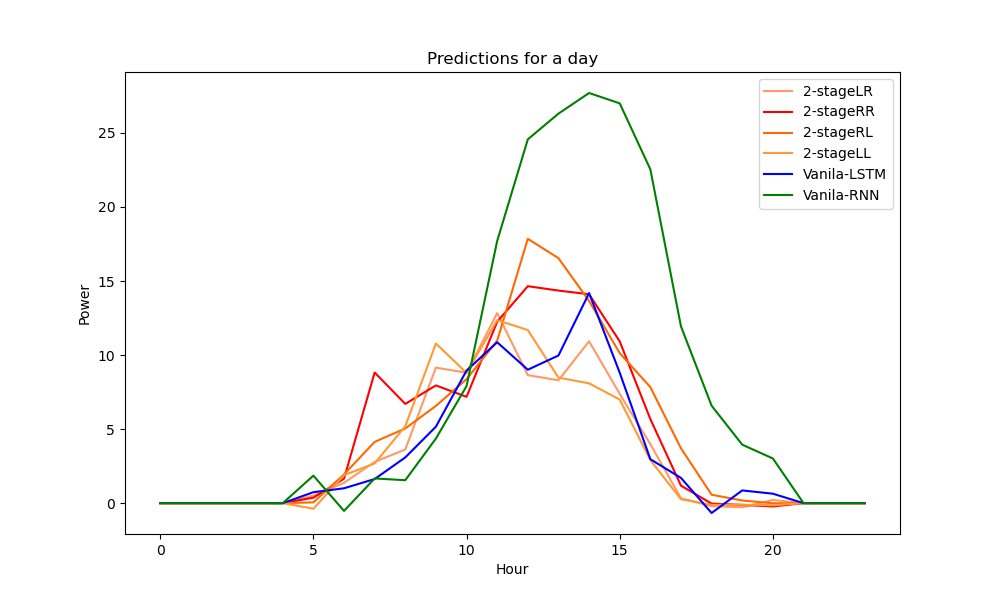 Predictions for a day
2-stageLR
2-stageRR
2-stageRL
2-stageLL
Vanila-LSTM
Vanila-RNN
25
20
15
10
5
0
Power
0 5 10 15 20
Hour